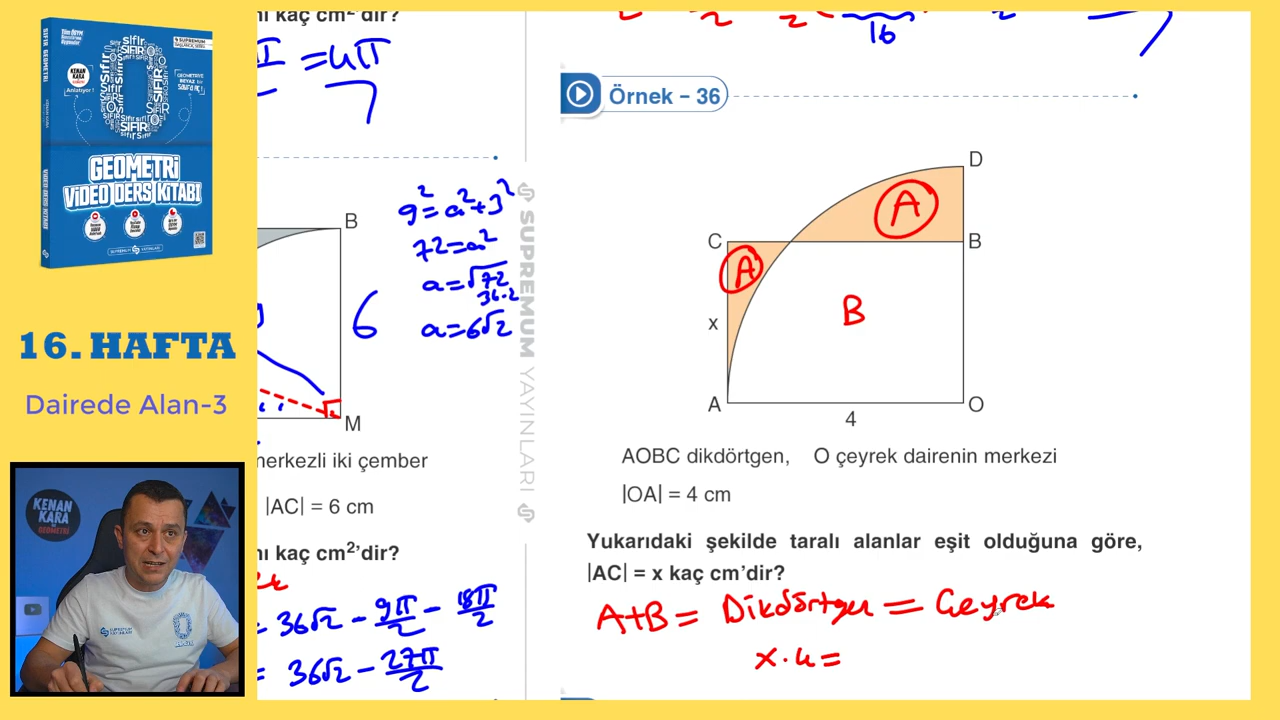 GEOMETRİ
VİDEO DERS KİTABI
16. HAFTA
Dairede Alan-3
KENAN
KARA
nı kaç cm² dir?
= 4π
B
6
M
9² = a² + 3²
72 = a²
a = √72
36·2
a = 6√2
merkezli iki çember
|AC| = 6 cm
nı kaç cm²'dir?
= 36√2 − 9π/2 − 18π/2
= 36√2 − 27π/2
SUPREMUM YAYINLARI
16
Örnek – 36
D
A
C
B
A
x
B
A
O
4
AOBC dikdörtgen, O çeyrek dairenin merkezi
|OA| = 4 cm
Yukarıdaki şekilde taralı alanlar eşit olduğuna göre,
|AC| = x kaç cm'dir?
A+B = Dikdörtgen = Çeyrek
x·4 =